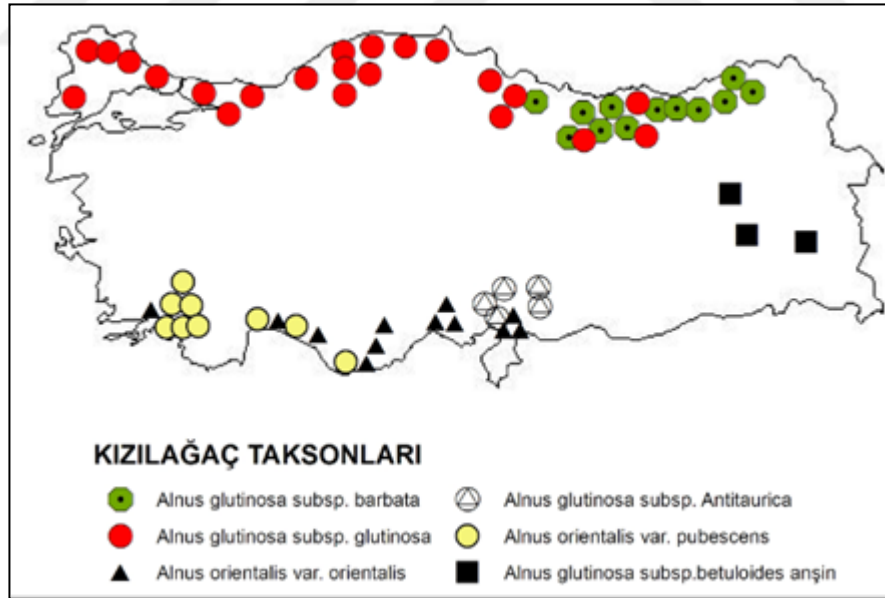 KIZILAĞAÇ TAKSONLARI
Alnus glutinosa subsp. barbata
Alnus glutinosa subsp. glutinosa
Alnus orientalis var. orientalis
Alnus glutinosa subsp. Antitaurica
Alnus orientalis var. pubescens
Alnus glutinosa subsp.betuloides anşin